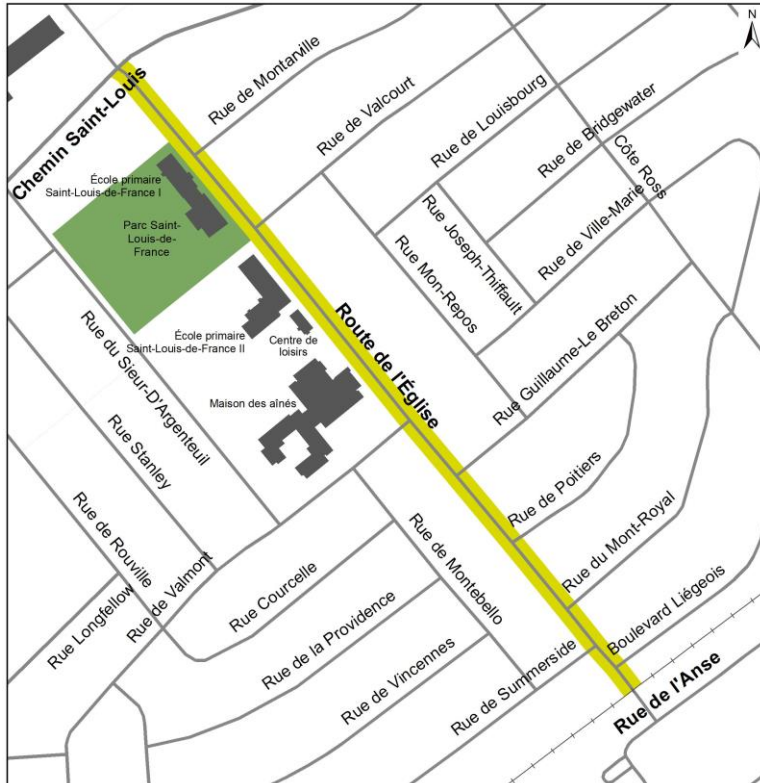 N
Chemin Saint-Louis
Rue de Montarville
Rue de Valcourt
Rue de Louisbourg
Rue de Bridgewater
Côte Ross
École primaire
Saint-Louis-de-France I
Parc Saint-
Louis-de-
France
Rue Joseph-Thiffault
Rue de Ville-Marie
Rue Mon-Repos
École primaire
Saint-Louis-de-France II
Centre de
loisirs
Route de l'Église
Rue Guillaume-Le Breton
Rue du Sieur-D'Argenteuil
Maison des aînés
Rue Stanley
Rue de Poitiers
Rue de Rouville
Rue du Mont-Royal
Rue de Montebello
Rue Longfellow
Rue de Valmont
Rue Courcelle
Rue de la Providence
Rue de Vincennes
Rue de Summerside
Boulevard Liégeois
Rue de l'Anse